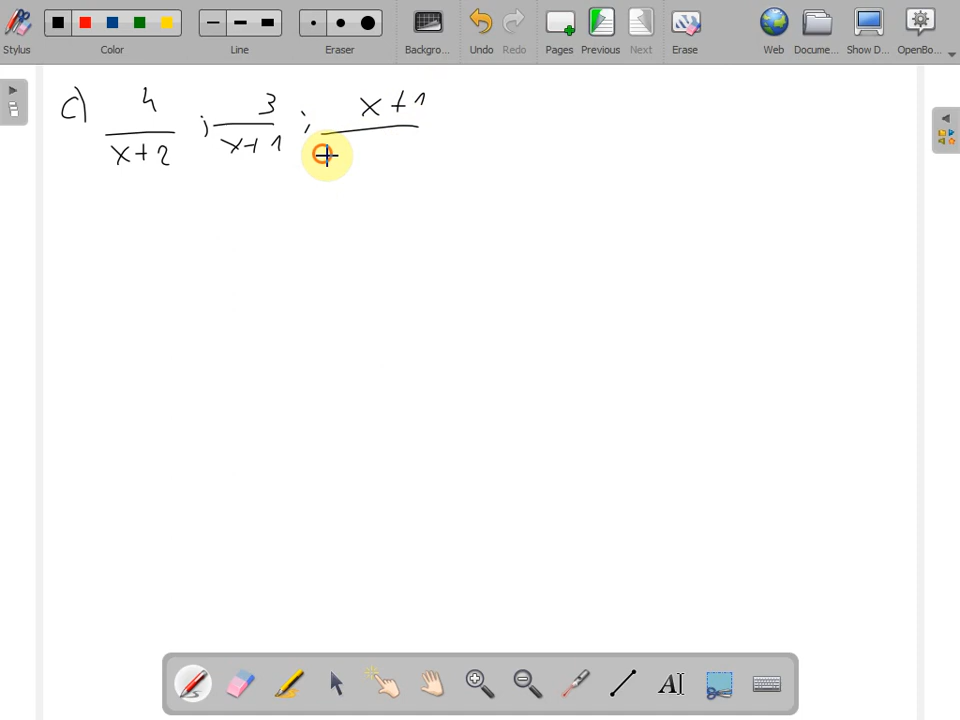 Stylus Color Line Eraser Backgro... Undo Redo Pages Previous Next Erase Web Docume... Show D... OpenBo...
c) 4/(x+2) ; 3/(x+1) ; x+1